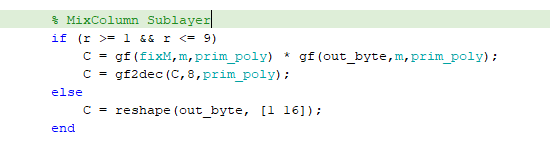 % MixColumn Sublayer
if (r >= 1 && r <= 9)
C = gf(fixM,m,prim_poly) * gf(out_byte,m,prim_poly);
C = gf2dec(C,8,prim_poly);
else
C = reshape(out_byte, [1 16]);
end